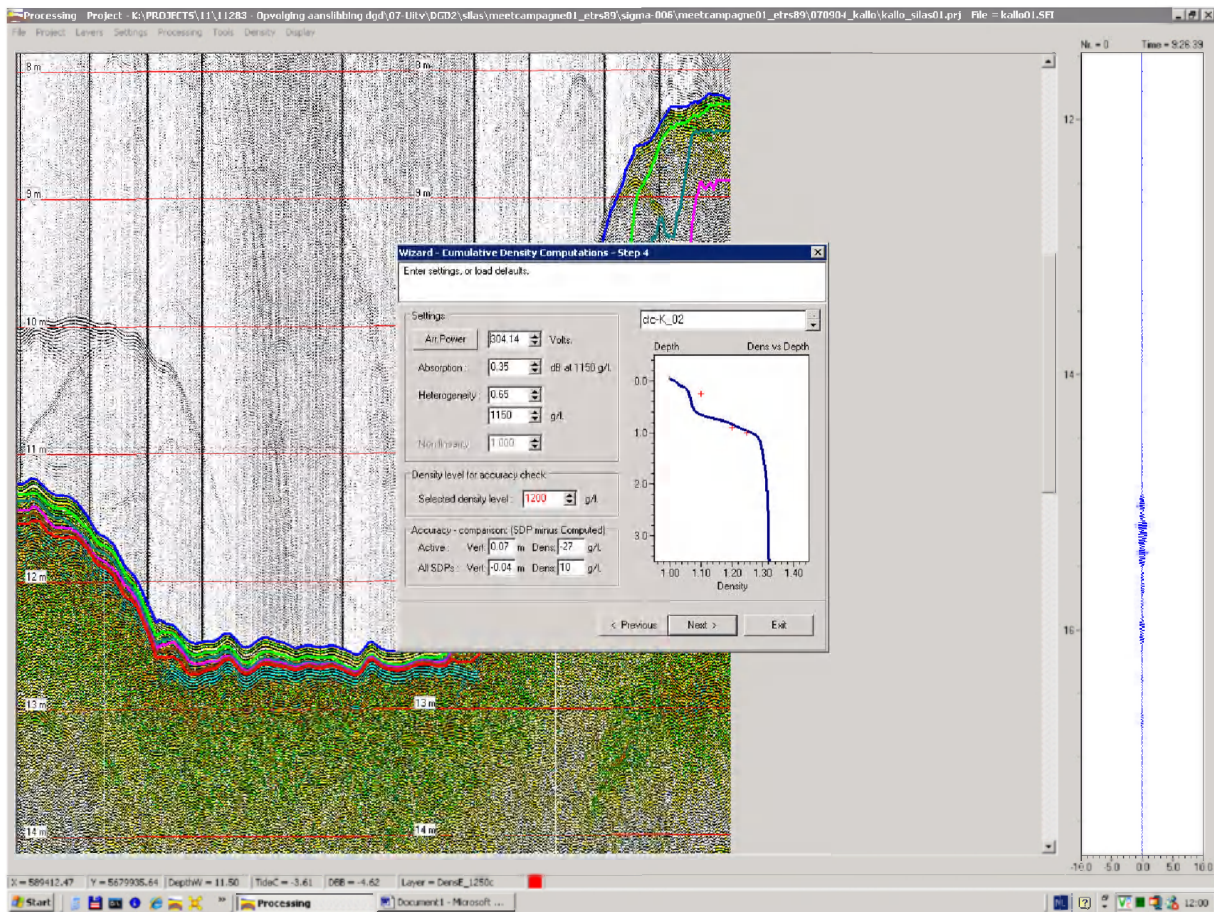 Processing Project - K:\PROJECTS\11\11283 - Opvolging aanslibbing dgd\07-Uitv\DGD2\silas\meetcampagne01_etrs89\sigma-006\meetcampagne01_etrs89\070904_kallo\kallo_silas01.prj File = kallo01.SEI
File Project Levers Settings Processing Tools Density Display
Nr. = 0 Time = 9:26:39
8 m
8 m
9 m
9 m
10 m
11 m
12 m
13 m
13 m
14 m
14 m
Wizard - Cumulative Density Computations - Step 4
Enter settings, or load defaults.
Settings
Arr.Power 304.14 Volts.
Absorption : 0.35 dB at 1150 g/l.
Heterogeneity : 0.65
1150 g/l.
Nonlinearity 1.000
Density level for accuracy check
Selected density level : 1200 g/l.
Accuracy - comparison: (SDP minus Computed)
Active : Vert: 0.07 m Dens: -27 g/l.
All SDPs : Vert: -0.04 m Dens: 10 g/l.
dc-K_02
Depth Dens vs Depth
0.0
1.0
2.0
3.0
1.00 1.10 1.20 1.30 1.40
Density
< Previous Next > Exit
12
14
16
-5.0 0.0 5.0 10.0
X = 589412.47 Y = 5679935.64 DepthW = 11.50 TideC = -3.61 DBB = -4.62 Layer = DensE_1250c
Start Processing Document1 - Microsoft ... NL 12:00